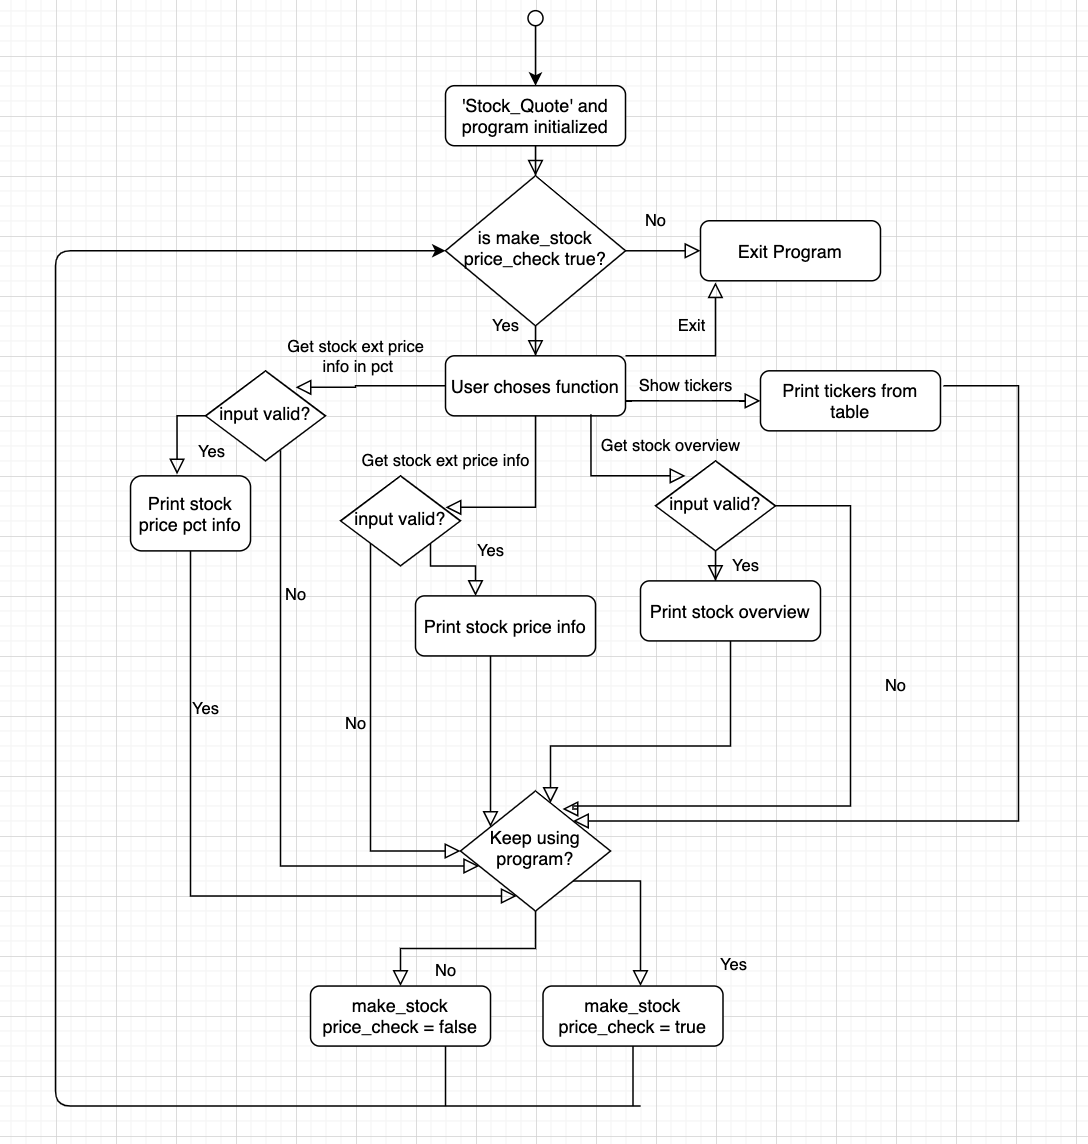 'Stock_Quote' and
program initialized
No
is make_stock
price_check true?
Exit Program
Yes
Exit
Get stock ext price
info in pct
User choses function
Show tickers
Print tickers from
table
input valid?
Yes
Get stock ext price info
Get stock overview
Print stock
price pct info
input valid?
input valid?
Yes
Yes
No
Print stock price info
Print stock overview
No
Yes
No
Keep using
program?
No
Yes
make_stock
price_check = false
make_stock
price_check = true